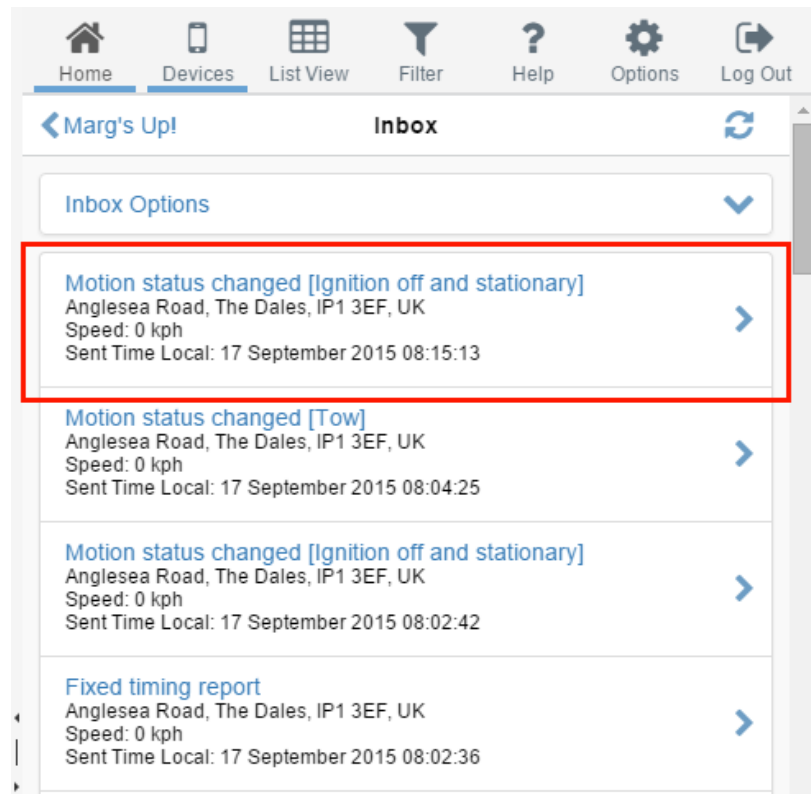 Home Devices List View Filter Help Options Log Out
Marg's Up! Inbox
Inbox Options
Motion status changed [Ignition off and stationary]
Anglesea Road, The Dales, IP1 3EF, UK
Speed: 0 kph
Sent Time Local: 17 September 2015 08:15:13
Motion status changed [Tow]
Anglesea Road, The Dales, IP1 3EF, UK
Speed: 0 kph
Sent Time Local: 17 September 2015 08:04:25
Motion status changed [Ignition off and stationary]
Anglesea Road, The Dales, IP1 3EF, UK
Speed: 0 kph
Sent Time Local: 17 September 2015 08:02:42
Fixed timing report
Anglesea Road, The Dales, IP1 3EF, UK
Speed: 0 kph
Sent Time Local: 17 September 2015 08:02:36